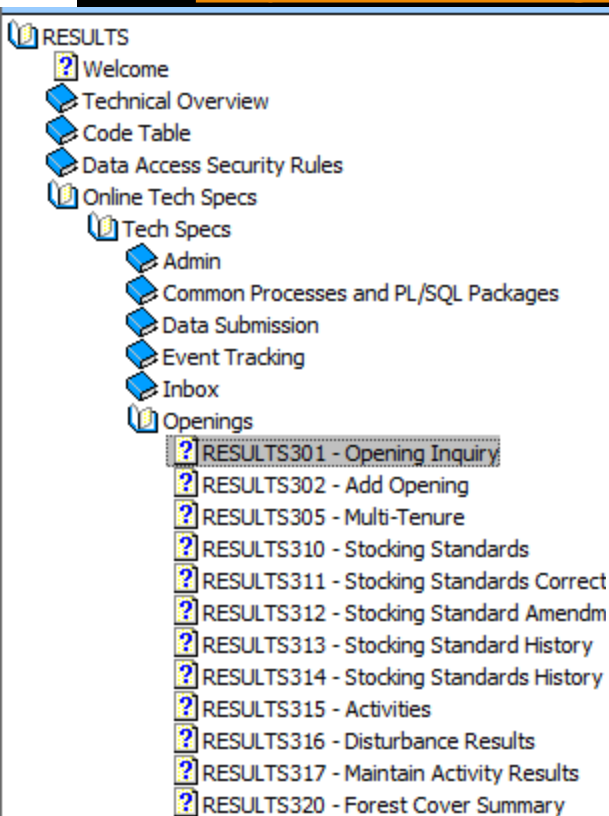 RESULTS
Welcome
Technical Overview
Code Table
Data Access Security Rules
Online Tech Specs
Tech Specs
Admin
Common Processes and PL/SQL Packages
Data Submission
Event Tracking
Inbox
Openings
RESULTS301 - Opening Inquiry
RESULTS302 - Add Opening
RESULTS305 - Multi-Tenure
RESULTS310 - Stocking Standards
RESULTS311 - Stocking Standards Correct
RESULTS312 - Stocking Standard Amendm
RESULTS313 - Stocking Standard History
RESULTS314 - Stocking Standards History
RESULTS315 - Activities
RESULTS316 - Disturbance Results
RESULTS317 - Maintain Activity Results
RESULTS320 - Forest Cover Summary